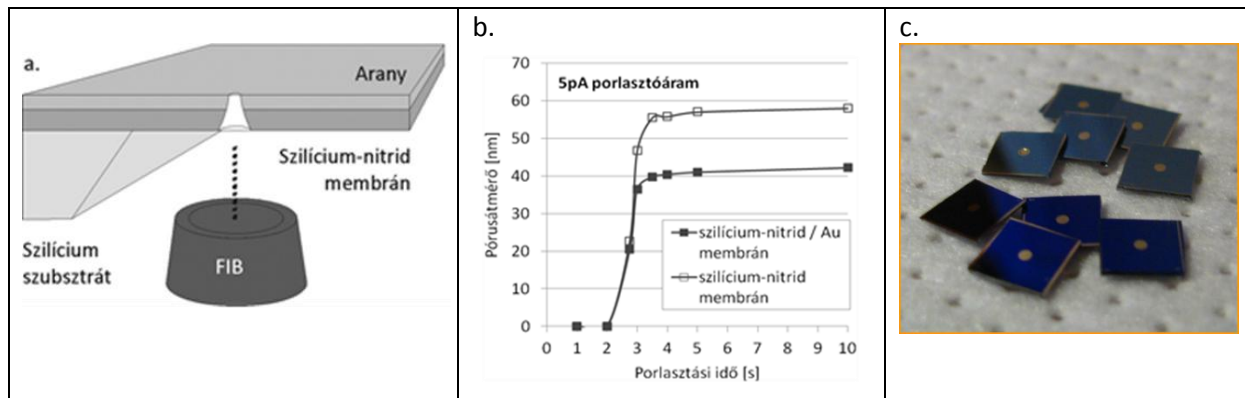 a.
Arany
Szilícium-nitrid
membrán
Szilícium
szubsztrát
FIB
b.
5pA porlasztóáram
Pórusátmérő [nm]
70
60
50
40
30
20
10
0
szilícium-nitrid / Au
membrán
szilícium-nitrid
membrán
0 1 2 3 4 5 6 7 8 9 10
Porlasztási idő [s]
c.